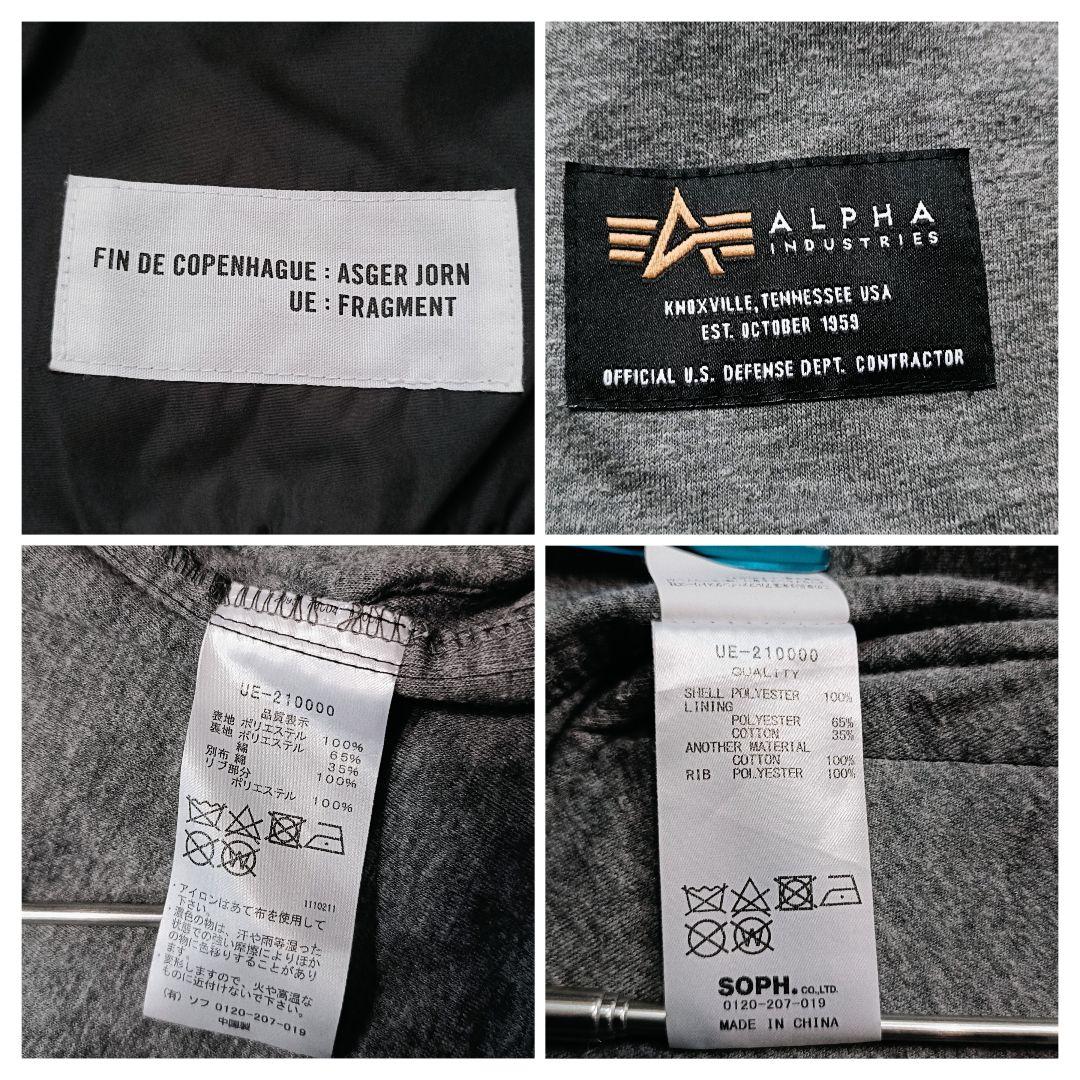 FIN DE COPENHAGUE : ASGER JORN
UE : FRAGMENT
ALPHA
INDUSTRIES
KNOXVILLE, TENNESSEE USA
EST. OCTOBER 1959
OFFICIAL U.S. DEFENSE DEPT. CONTRACTOR
UE-210000
品質表示
表地 ポリエステル 100%
裏地 ポリエステル 65%
綿 35%
別布 綿 100%
リブ部分
ポリエステル 100%
1110211
・アイロンはあて布を使用して
下さい。
・濃色の物は、汗や雨等湿った
状態での強い摩擦によりほか
の物に色移りすることがあり
ます。
・変形しますので、火や高温な
ものに近付けないで下さい。
(有) ソフ 0120-207-019
中国製
UE-210000
QUALITY
SHELL POLYESTER 100%
LINING
POLYESTER 65%
COTTON 35%
ANOTHER MATERIAL
COTTON 100%
RIB POLYESTER 100%
SOPH. CO.,LTD.
0120-207-019
MADE IN CHINA